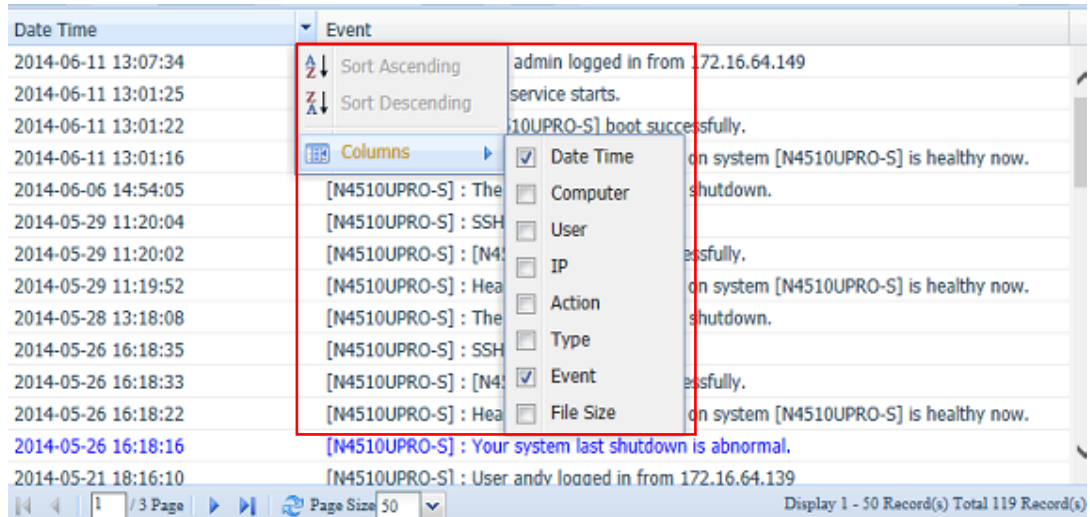 Date Time Event
2014-06-11 13:07:34 admin logged in from 172.16.64.149
Sort Ascending
2014-06-11 13:01:25 service starts.
Sort Descending
2014-06-11 13:01:22 10UPRO-S] boot successfully.
Columns
2014-06-11 13:01:16 on system [N4510UPRO-S] is healthy now.
Date Time
Computer
User
IP
Action
Type
Event
File Size
2014-06-06 14:54:05 [N4510UPRO-S] : The shutdown.
2014-05-29 11:20:04 [N4510UPRO-S] : SSH
2014-05-29 11:20:02 [N4510UPRO-S] : [N4 essfully.
2014-05-29 11:19:52 [N4510UPRO-S] : Hea on system [N4510UPRO-S] is healthy now.
2014-05-28 13:18:08 [N4510UPRO-S] : The shutdown.
2014-05-26 16:18:35 [N4510UPRO-S] : SSH
2014-05-26 16:18:33 [N4510UPRO-S] : [N4 essfully.
2014-05-26 16:18:22 [N4510UPRO-S] : Hea on system [N4510UPRO-S] is healthy now.
2014-05-26 16:18:16 [N4510UPRO-S] : Your system last shutdown is abnormal.
2014-05-21 18:16:10 [N4510UPRO-S] : User andy logged in from 172.16.64.139
1 / 3 Page Page Size 50 Display 1 - 50 Record(s) Total 119 Record(s)